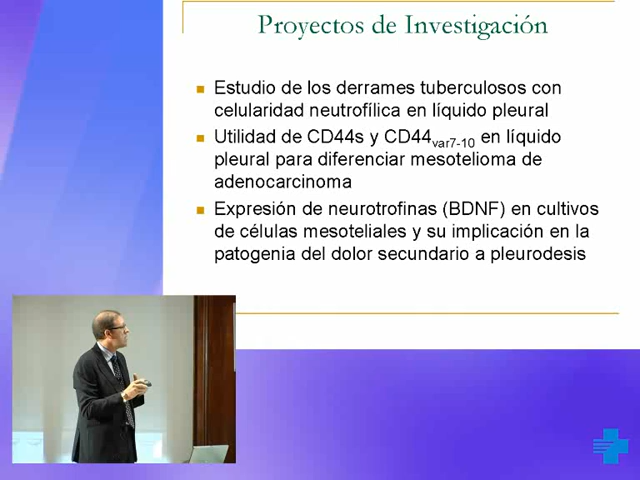 Proyectos de Investigación
Estudio de los derrames tuberculosos con
celularidad neutrofílica en líquido pleural
Utilidad de CD44s y CD44var7-10 en líquido
pleural para diferenciar mesotelioma de
adenocarcinoma
Expresión de neurotrofinas (BDNF) en cultivos
de células mesoteliales y su implicación en la
patogenia del dolor secundario a pleurodesis